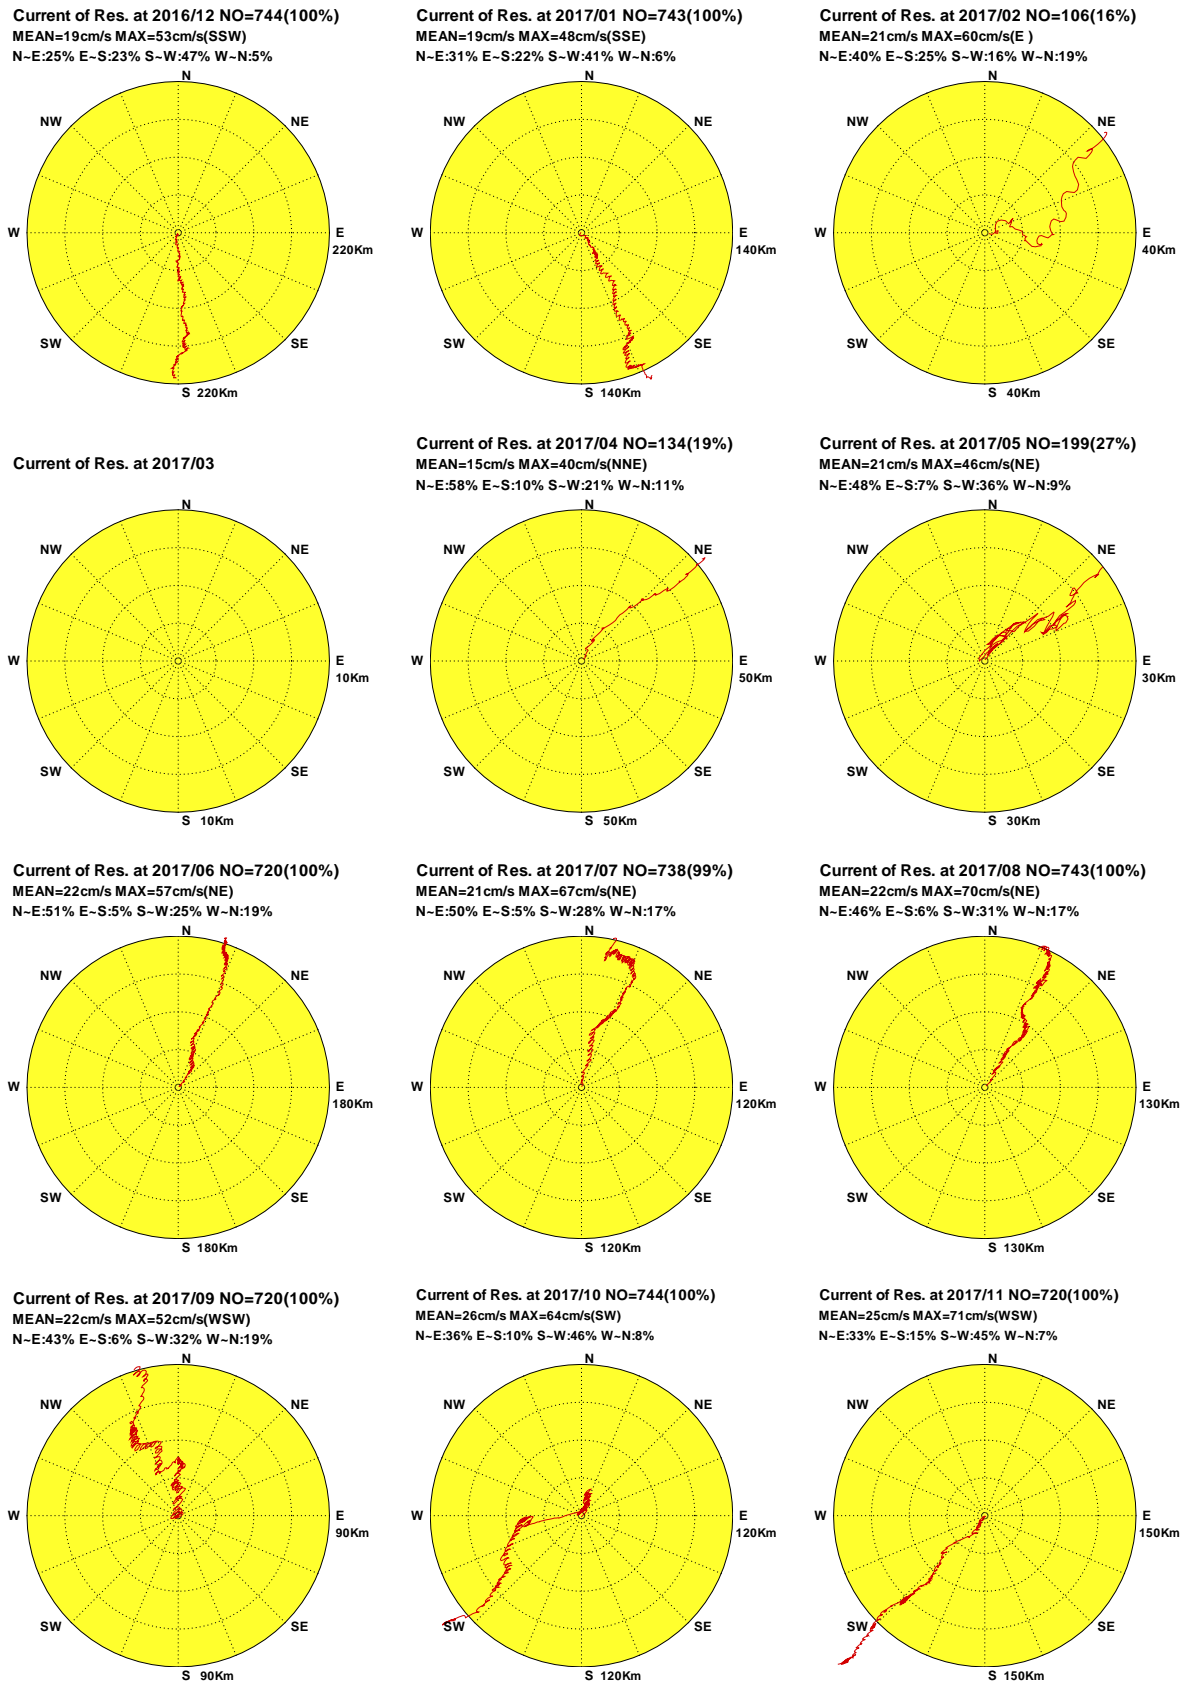 Current of Res. at 2016/12 NO=744(100%)
MEAN=19cm/s MAX=53cm/s(SSW)
N~E:25% E~S:23% S~W:47% W~N:5%
N
NW
NE
W
E
220Km
SW
SE
S 220Km
Current of Res. at 2017/01 NO=743(100%)
MEAN=19cm/s MAX=48cm/s(SSE)
N~E:31% E~S:22% S~W:41% W~N:6%
N
NW
NE
W
E
140Km
SW
SE
S 140Km
Current of Res. at 2017/02 NO=106(16%)
MEAN=21cm/s MAX=60cm/s(E )
N~E:40% E~S:25% S~W:16% W~N:19%
N
NW
NE
W
E
40Km
SW
SE
S 40Km
Current of Res. at 2017/03
N
NW
NE
W
E
10Km
SW
SE
S 10Km
Current of Res. at 2017/04 NO=134(19%)
MEAN=15cm/s MAX=40cm/s(NNE)
N~E:58% E~S:10% S~W:21% W~N:11%
N
NW
NE
W
E
50Km
SW
SE
S 50Km
Current of Res. at 2017/05 NO=199(27%)
MEAN=21cm/s MAX=46cm/s(NE)
N~E:48% E~S:7% S~W:36% W~N:9%
N
NW
NE
W
E
30Km
SW
SE
S 30Km
Current of Res. at 2017/06 NO=720(100%)
MEAN=22cm/s MAX=57cm/s(NE)
N~E:51% E~S:5% S~W:25% W~N:19%
N
NW
NE
W
E
180Km
SW
SE
S 180Km
Current of Res. at 2017/07 NO=738(99%)
MEAN=21cm/s MAX=67cm/s(NE)
N~E:50% E~S:5% S~W:28% W~N:17%
N
NW
NE
W
E
120Km
SW
SE
S 120Km
Current of Res. at 2017/08 NO=743(100%)
MEAN=22cm/s MAX=70cm/s(NE)
N~E:46% E~S:6% S~W:31% W~N:17%
N
NW
NE
W
E
130Km
SW
SE
S 130Km
Current of Res. at 2017/09 NO=720(100%)
MEAN=22cm/s MAX=52cm/s(WSW)
N~E:43% E~S:6% S~W:32% W~N:19%
N
NW
NE
W
E
90Km
SW
SE
S 90Km
Current of Res. at 2017/10 NO=744(100%)
MEAN=26cm/s MAX=64cm/s(SW)
N~E:36% E~S:10% S~W:46% W~N:8%
N
NW
NE
W
E
120Km
SW
SE
S 120Km
Current of Res. at 2017/11 NO=720(100%)
MEAN=25cm/s MAX=71cm/s(WSW)
N~E:33% E~S:15% S~W:45% W~N:7%
N
NW
NE
W
E
150Km
SW
SE
S 150Km